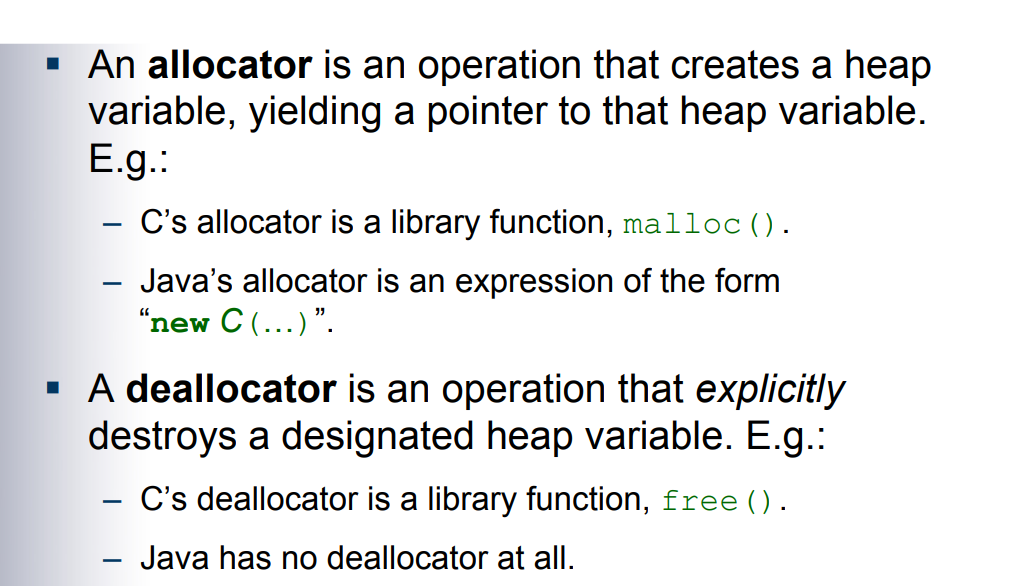 ▪ An allocator is an operation that creates a heap
variable, yielding a pointer to that heap variable.
E.g.:
– C’s allocator is a library function, malloc().
– Java’s allocator is an expression of the form
“new C(…)”.
▪ A deallocator is an operation that explicitly
destroys a designated heap variable. E.g.:
– C’s deallocator is a library function, free().
– Java has no deallocator at all.